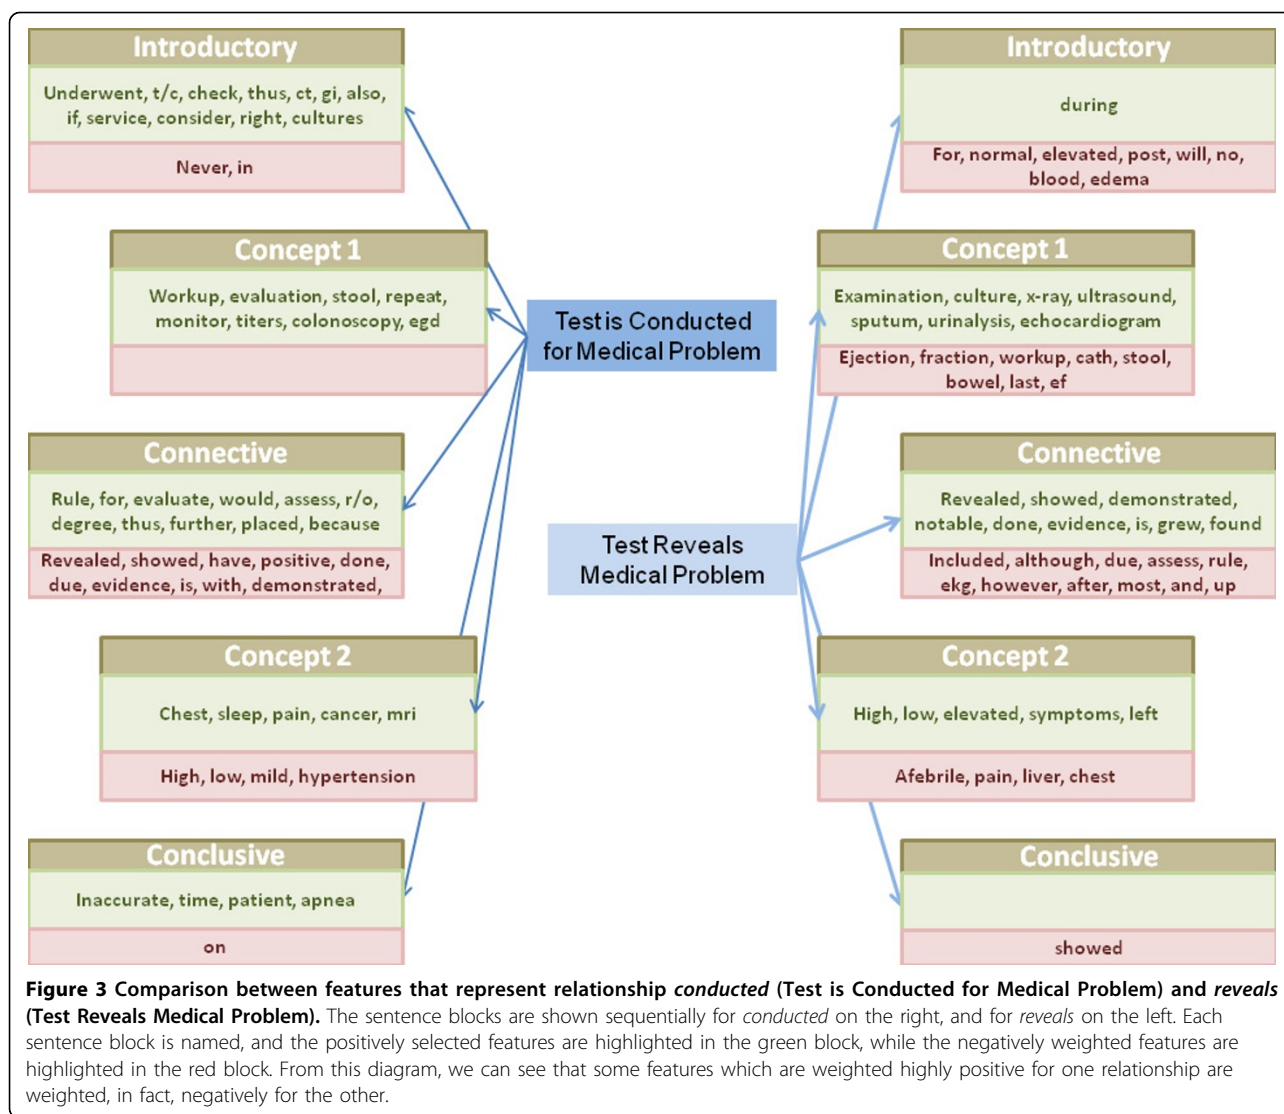 Introductory
Underwent, t/c, check, thus, ct, gi, also,
if, service, consider, right, cultures
Never, in
Concept 1
Workup, evaluation, stool, repeat,
monitor, titers, colonoscopy, egd
Connective
Rule, for, evaluate, would, assess, r/o,
degree, thus, further, placed, because
Revealed, showed, have, positive, done,
due, evidence, is, with, demonstrated,
Concept 2
Chest, sleep, pain, cancer, mri
High, low, mild, hypertension
Conclusive
Inaccurate, time, patient, apnea
on
Test is Conducted
for Medical Problem
Test Reveals
Medical Problem
Introductory
during
For, normal, elevated, post, will, no,
blood, edema
Concept 1
Examination, culture, x-ray, ultrasound,
sputum, urinalysis, echocardiogram
Ejection, fraction, workup, cath, stool,
bowel, last, ef
Connective
Revealed, showed, demonstrated,
notable, done, evidence, is, grew, found
Included, although, due, assess, rule,
ekg, however, after, most, and, up
Concept 2
High, low, elevated, symptoms, left
Afebrile, pain, liver, chest
Conclusive
showed
Figure 3 Comparison between features that represent relationship conducted (Test is Conducted for Medical Problem) and reveals
(Test Reveals Medical Problem). The sentence blocks are shown sequentially for conducted on the right, and for reveals on the left. Each
sentence block is named, and the positively selected features are highlighted in the green block, while the negatively weighted features are
highlighted in the red block. From this diagram, we can see that some features which are weighted highly positive for one relationship are
weighted, in fact, negatively for the other.